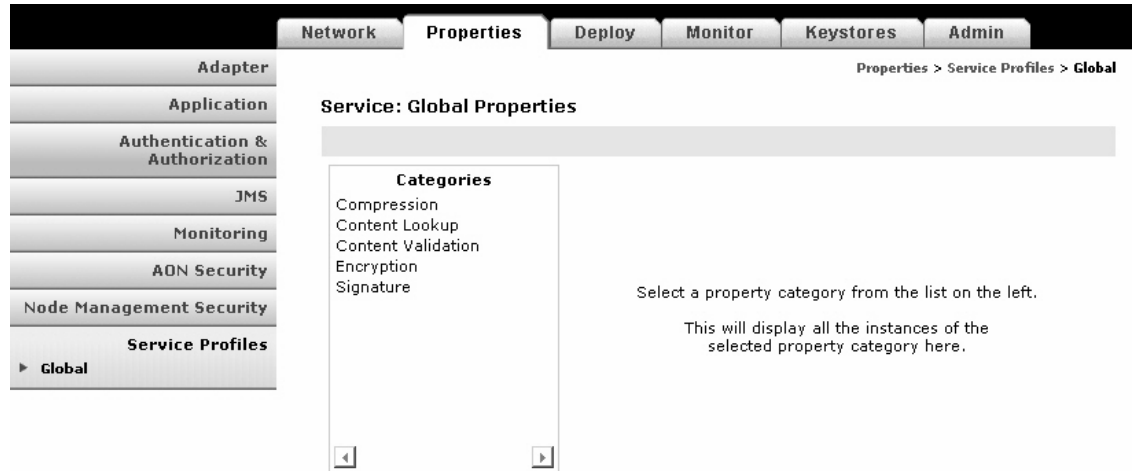 Network
Properties
Deploy
Monitor
Keystores
Admin
Adapter
Application
Authentication &
Authorization
JMS
Monitoring
AON Security
Node Management Security
Service Profiles
Global
Properties > Service Profiles > Global
Service: Global Properties
Categories
Compression
Content Lookup
Content Validation
Encryption
Signature
Select a property category from the list on the left.
This will display all the instances of the
selected property category here.